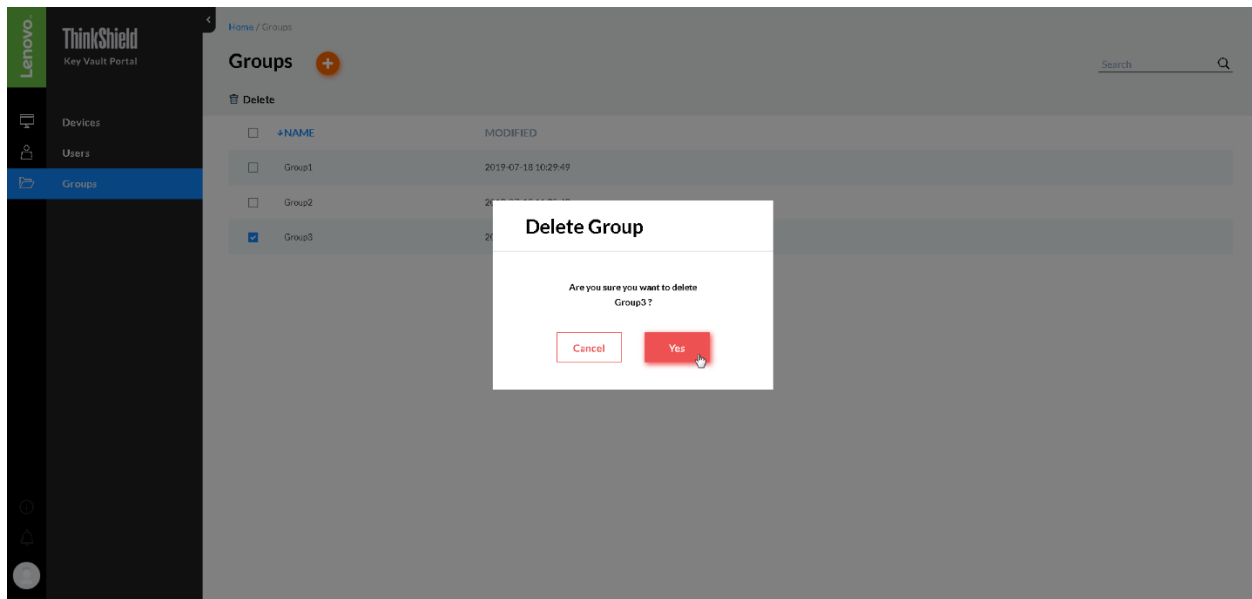 Lenovo.
ThinkShield
Key Vault Portal
Devices
Users
Groups
Home / Groups
Groups
Search
Delete
NAME MODIFIED
Group1 2019-07-18 10:29:49
Group2
Group3
Delete Group
Are you sure you want to delete
Group3 ?
Cancel Yes